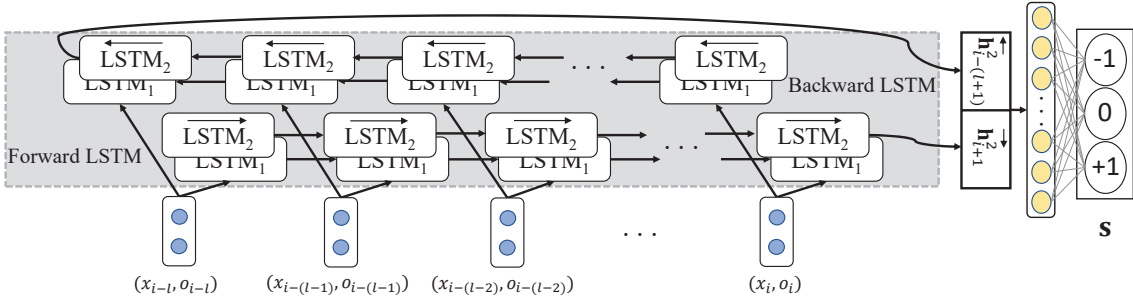 LSTM₂ LSTM₂ LSTM₂ . . . LSTM₂
LSTM₁ LSTM₁ LSTM₁ LSTM₁
Backward LSTM
LSTM₂ LSTM₂ LSTM₂ . . . LSTM₂
LSTM₁ LSTM₁ LSTM₁ LSTM₁
Forward LSTM
h²ᵢ₋₍ₗ₊₁₎
h²ᵢ₊₁
-1
0
+1
s
. . .
(xᵢ₋ₗ, oᵢ₋ₗ) (xᵢ₋₍ₗ₋₁₎, oᵢ₋₍ₗ₋₁₎) (xᵢ₋₍ₗ₋₂₎, oᵢ₋₍ₗ₋₂₎) (xᵢ, oᵢ)